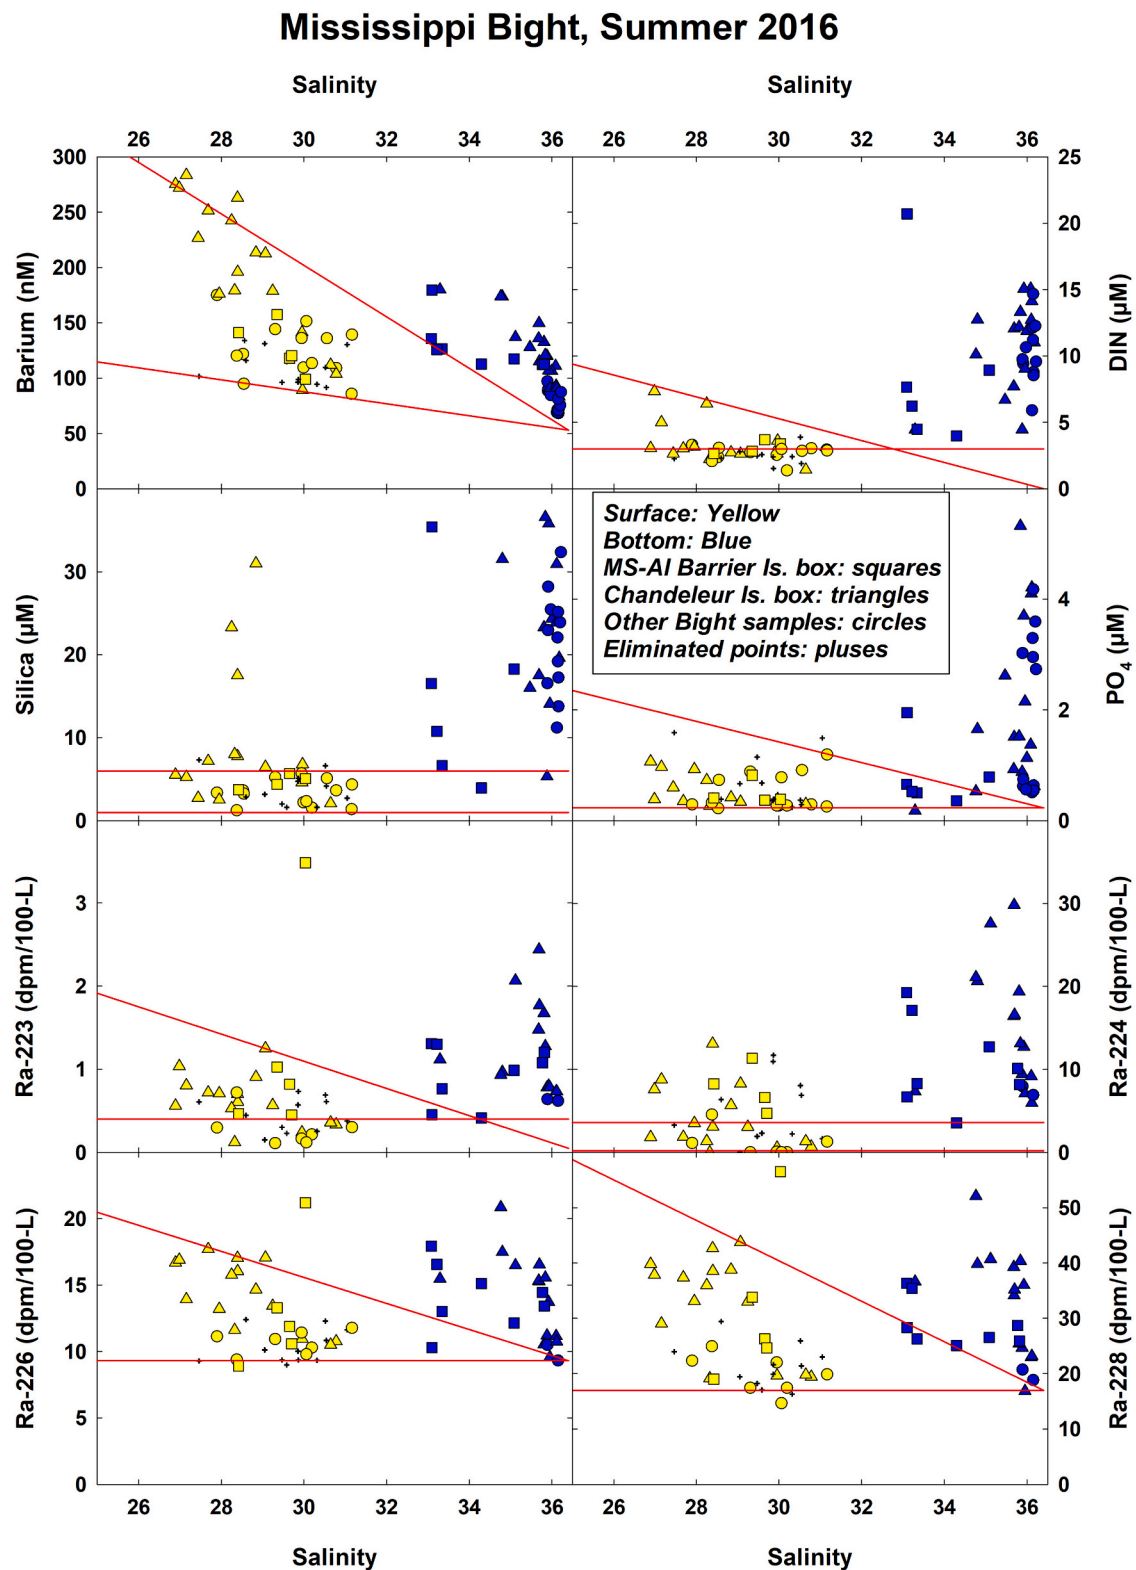 Mississippi Bight, Summer 2016
Salinity Salinity
26 28 30 32 34 36 26 28 30 32 34 36
300 250 200 150 100 50 0
Barium (nM)
25 20 15 10 5 0
DIN (µM)
30 20 10 0
Silica (µM)
Surface: Yellow
Bottom: Blue
MS-Al Barrier Is. box: squares
Chandeleur Is. box: triangles
Other Bight samples: circles
Eliminated points: pluses
4 2 0
PO4 (µM)
3 2 1 0
Ra-223 (dpm/100-L)
30 20 10 0
Ra-224 (dpm/100-L)
20 15 10 5 0
Ra-226 (dpm/100-L)
50 40 30 20 10 0
Ra-228 (dpm/100-L)
26 28 30 32 34 36 26 28 30 32 34 36
Salinity Salinity